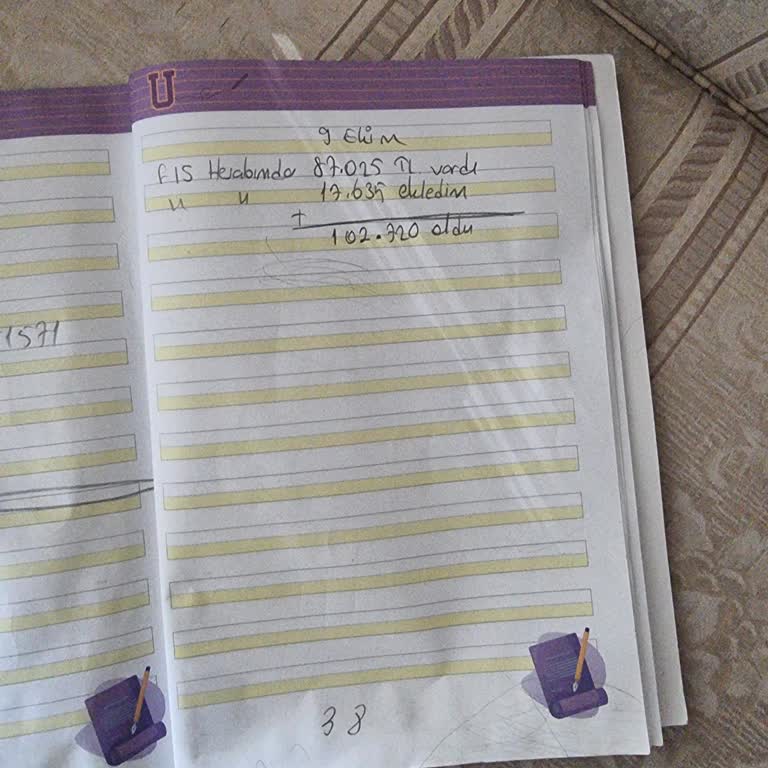 U
9 Ekim
FIS Hesabımda 87.025 TL vardı
" " 17.635 ekledim
+
102.720 oldu
1571
38